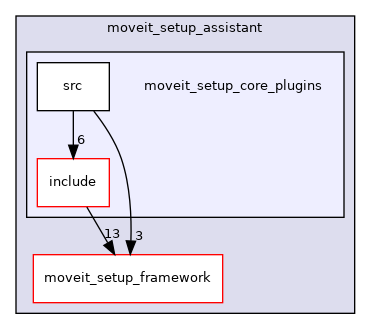 moveit_setup_assistant
src
moveit_setup_core_plugins
6
include
13
3
moveit_setup_framework